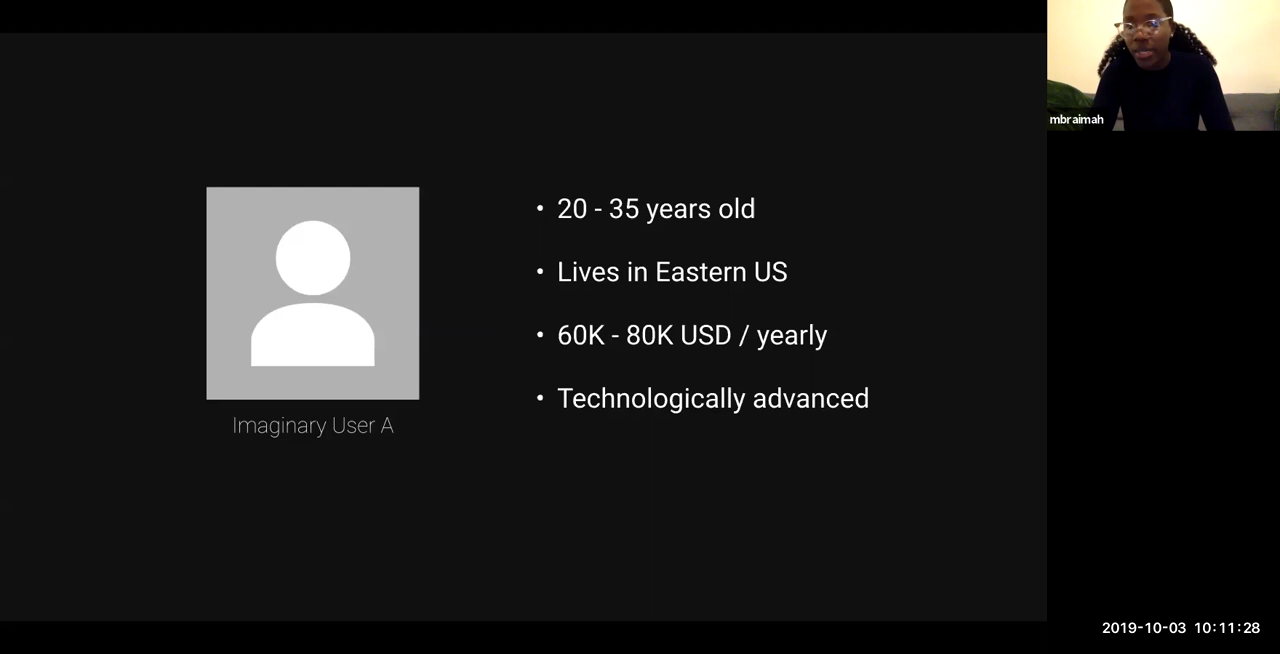 mbraimah
• 20 - 35 years old
• Lives in Eastern US
• 60K - 80K USD / yearly
• Technologically advanced
Imaginary User A
2019-10-03 10:11:28